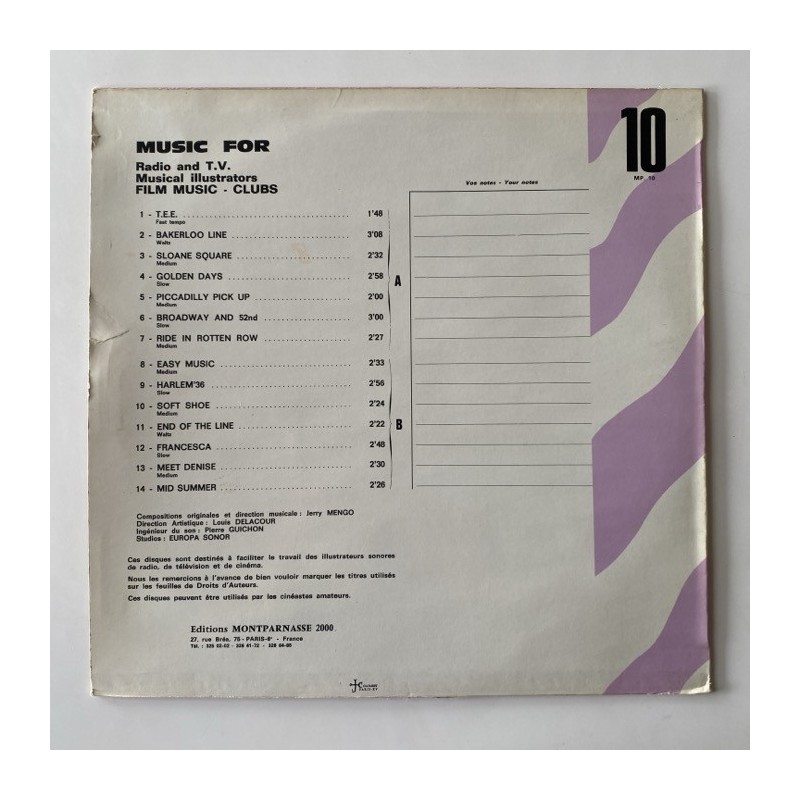 MUSIC FOR
Radio and T.V.
Musical illustrators
FILM MUSIC - CLUBS
10
MP 10
Vos notes - Your notes
1 - T.E.E. 1'48
Fast tempo
2 - BAKERLOO LINE 3'08
Waltz
3 - SLOANE SQUARE 2'32
Medium
4 - GOLDEN DAYS 2'58
Slow
A
5 - PICCADILLY PICK UP 2'00
Medium
6 - BROADWAY AND 52nd 3'00
Slow
7 - RIDE IN ROTTEN ROW 2'27
Medium
8 - EASY MUSIC 2'33
Medium
9 - HARLEM'36 2'56
Slow
10 - SOFT SHOE 2'24
Medium
11 - END OF THE LINE 2'22
Waltz
B
12 - FRANCESCA 2'48
Slow
13 - MEET DENISE 2'30
Medium
14 - MID SUMMER 2'26
Compositions originales et direction musicale : Jerry MENGO
Direction Artistique : Louis DELACOUR
Ingénieur du son : Pierre GUICHON
Studios : EUROPA SONOR
Ces disques sont destinés à faciliter le travail des illustrateurs sonores
de radio, de télévision et de cinéma.
Nous les remercions à l'avance de bien vouloir marquer les titres utilisés
sur les feuilles de Droits d'Auteurs.
Ces disques peuvent être utilisés par les cinéastes amateurs.
Editions MONTPARNASSE 2000
27, rue Bréa, 75 - PARIS-6e - France